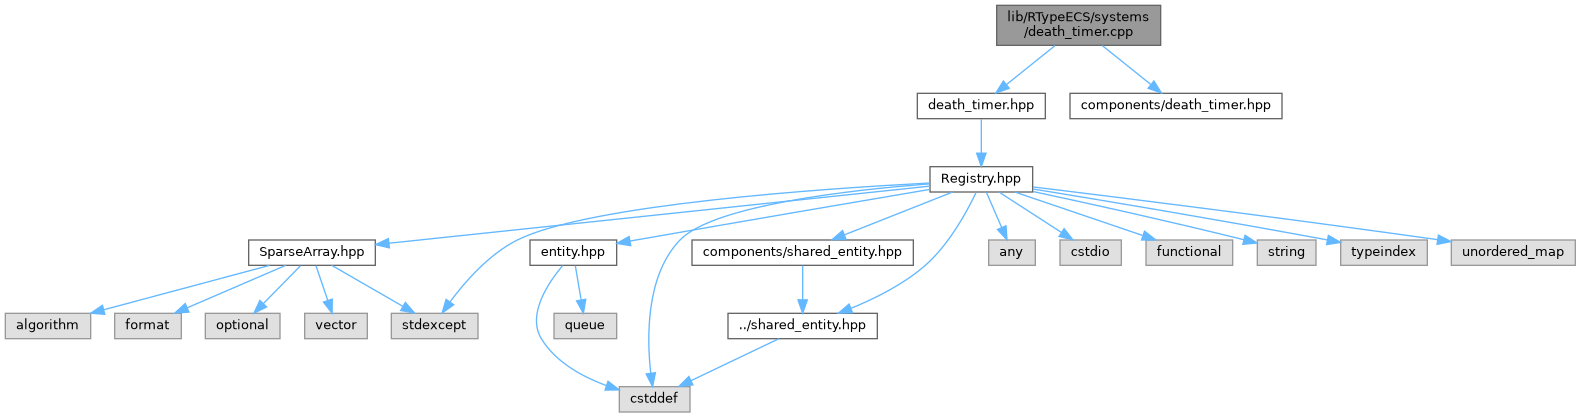 lib/RTypeECS/systems
/death_timer.cpp
death_timer.hpp
components/death_timer.hpp
Registry.hpp
SparseArray.hpp
entity.hpp
components/shared_entity.hpp
any
cstdio
functional
string
typeindex
unordered_map
algorithm
format
optional
vector
stdexcept
queue
../shared_entity.hpp
cstddef